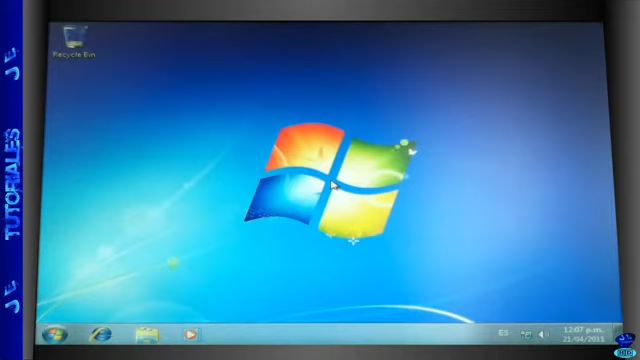 Recycle Bin
JE TUTORIALES JE
ES
12:07 p.m.
21/04/2011